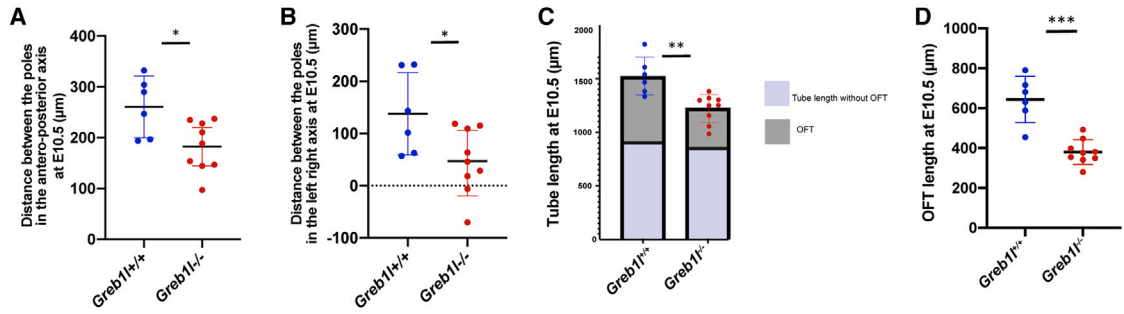 A
Distance between the poles
in the antero-posterior axis
at E10.5 (µm)
400
300
200
100
0
*
Greb1l+/+
Greb1l-/-
B
Distance between the poles
in the left right axis at E10.5 (µm)
300
200
100
0
-100
*
Greb1l+/+
Greb1l-/-
C
Tube length at E10.5 (µm)
2000
1500
1000
500
0
**
Greb1l+/+
Greb1l-/-
Tube length without OFT
OFT
D
OFT length at E10.5 (µm)
1000
800
600
400
200
0
***
Greb1l+/+
Greb1l-/-